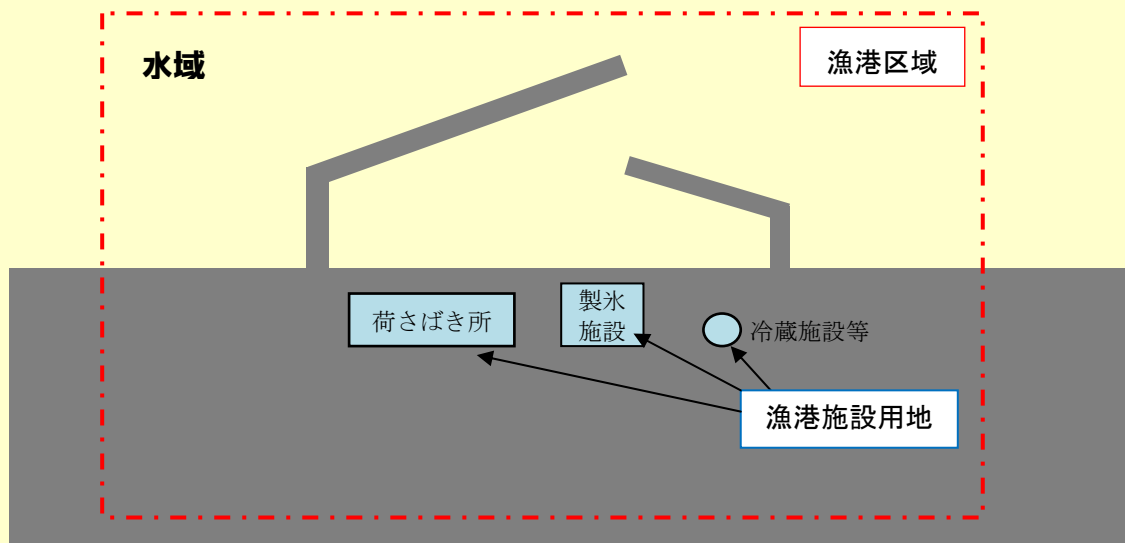 水域
漁港区域
荷さばき所
製氷
施設
冷蔵施設等
漁港施設用地